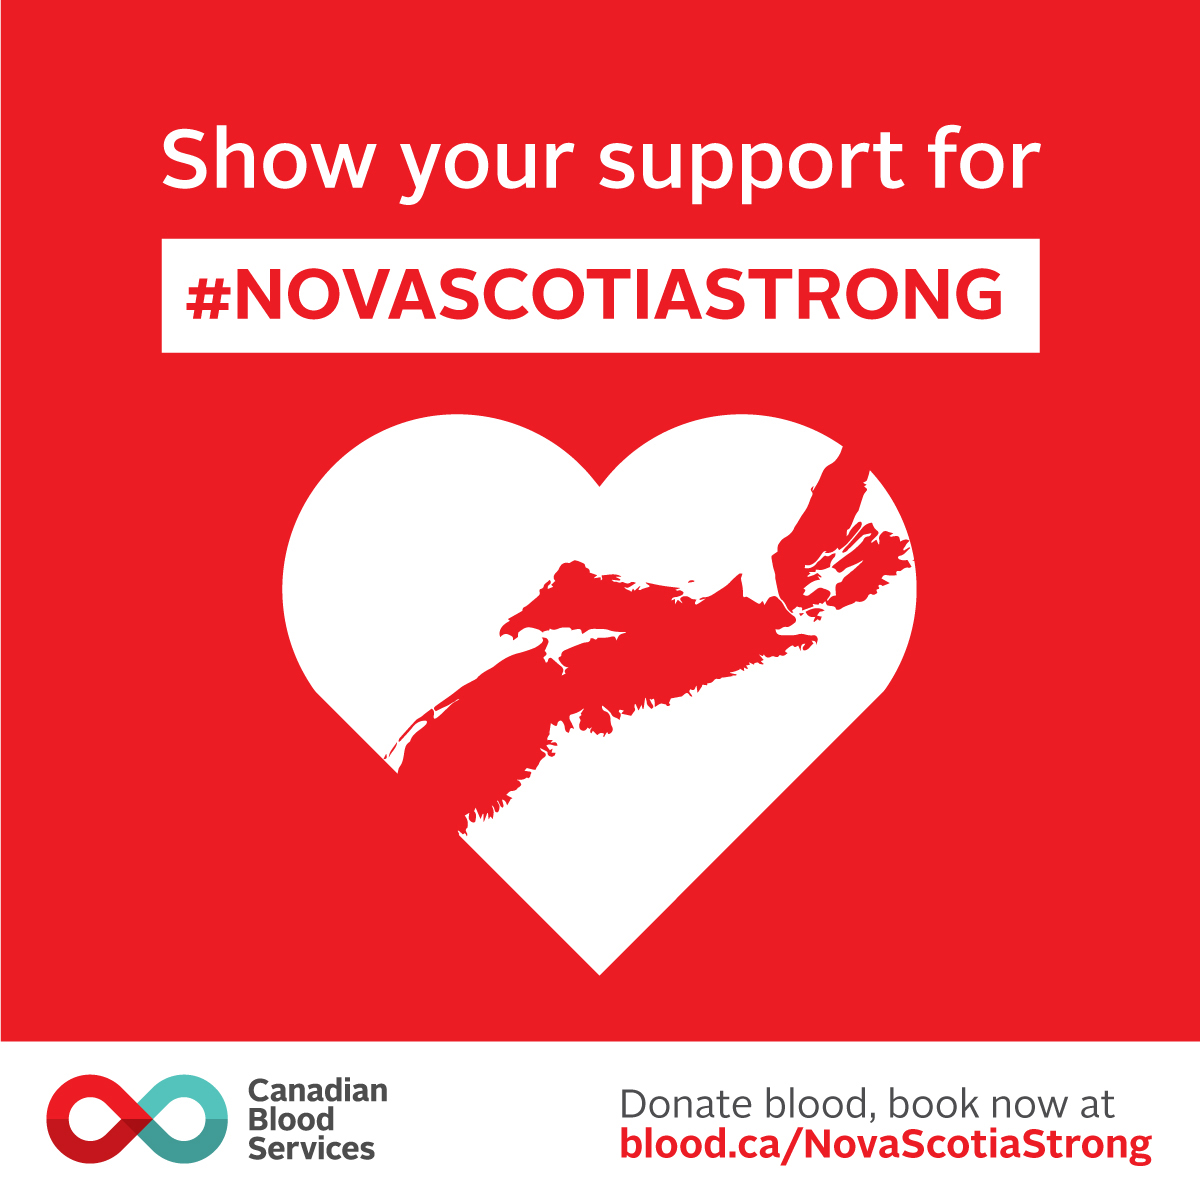 Show your support for
#NOVASCOTIASTRONG
Canadian
Blood
Services
Donate blood, book now at
blood.ca/NovaScotiaStrong